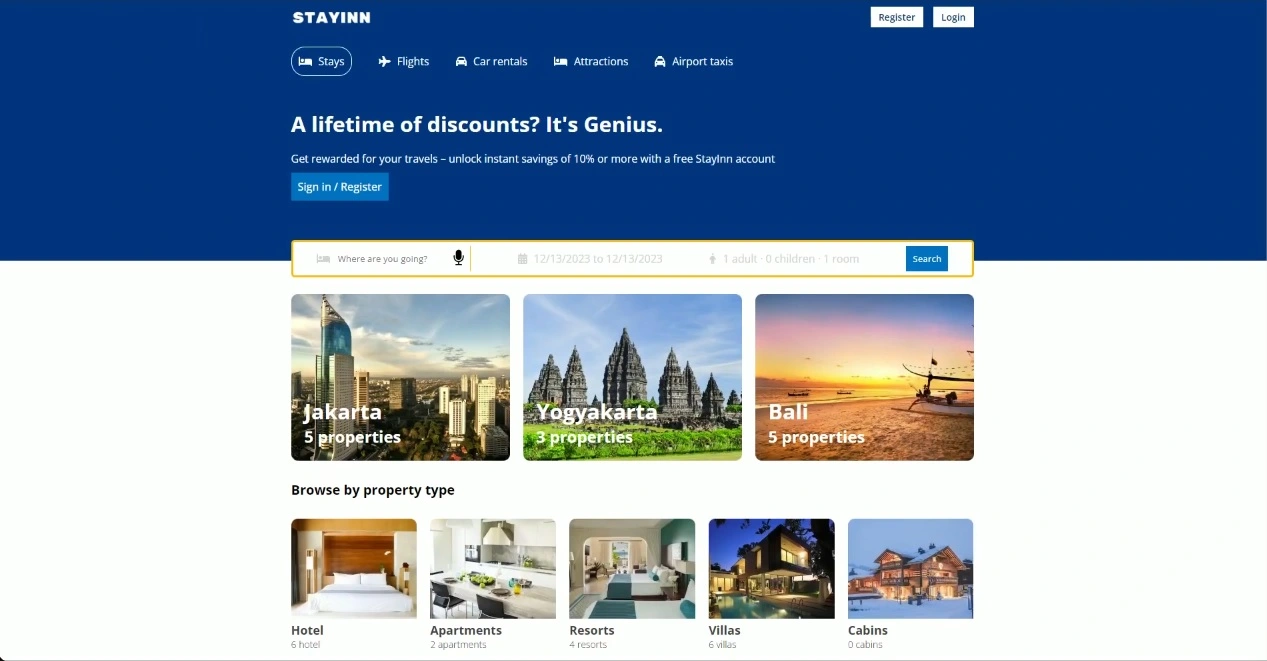 STAYINN
Register Login
Stays Flights Car rentals Attractions Airport taxis
A lifetime of discounts? It's Genius.
Get rewarded for your travels – unlock instant savings of 10% or more with a free StayInn account
Sign in / Register
Where are you going? 12/13/2023 to 12/13/2023 1 adult · 0 children · 1 room Search
Jakarta Yogyakarta Bali
5 properties 3 properties 5 properties
Browse by property type
Hotel Apartments Resorts Villas Cabins
6 hotel 2 apartments 4 resorts 6 villas 0 cabins